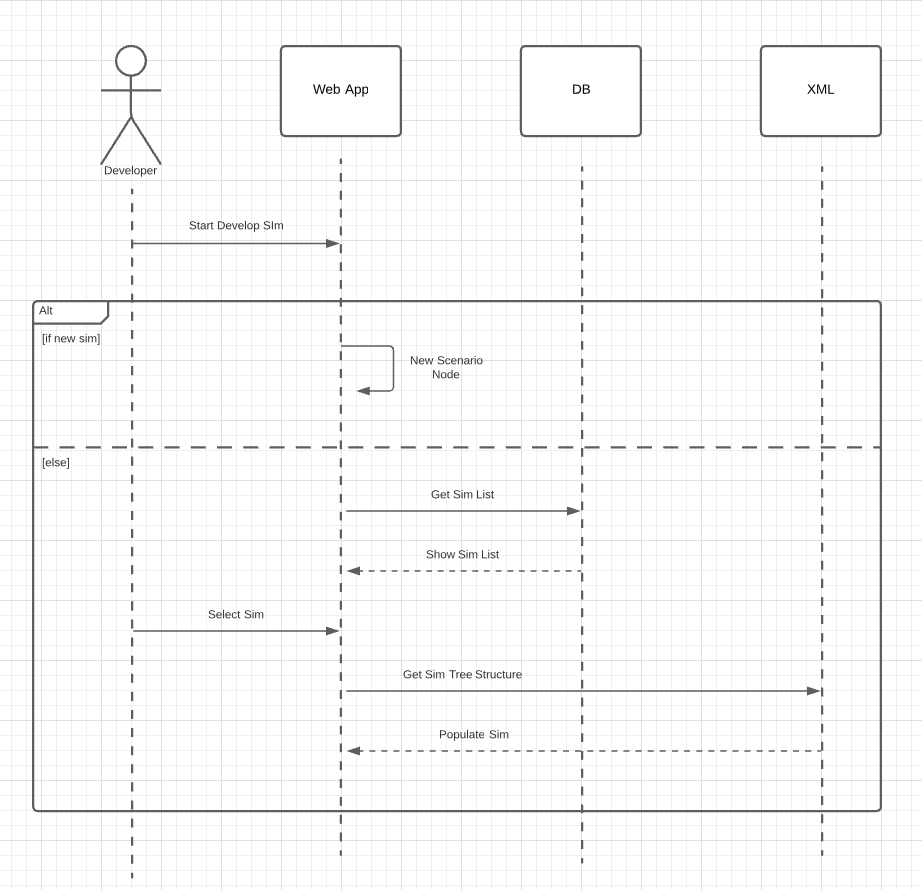 Web App
DB
XML
Developer
Start Develop SIm
Alt
[if new sim]
New Scenario
Node
[else]
Get Sim List
Show Sim List
Select Sim
Get Sim Tree Structure
Populate Sim